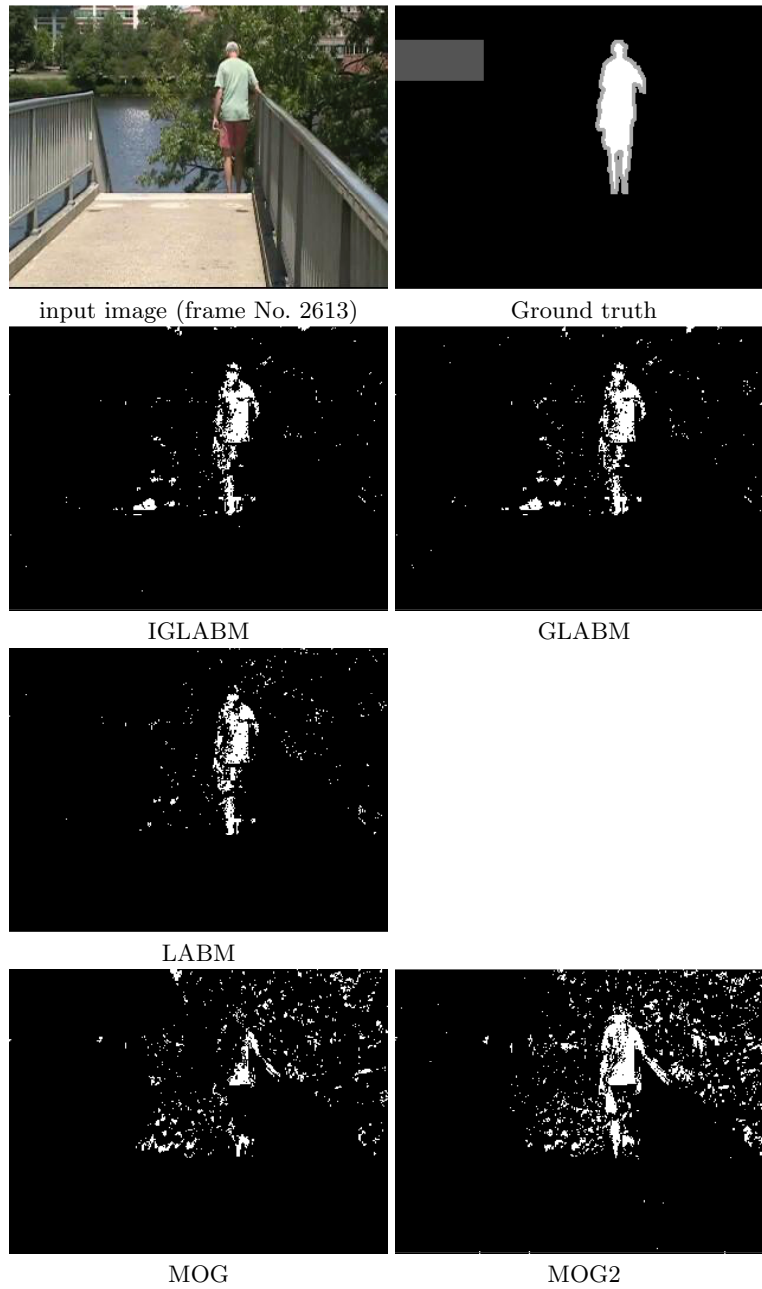 input image (frame No. 2613)
Ground truth
IGLABM
GLABM
LABM
MOG
MOG2